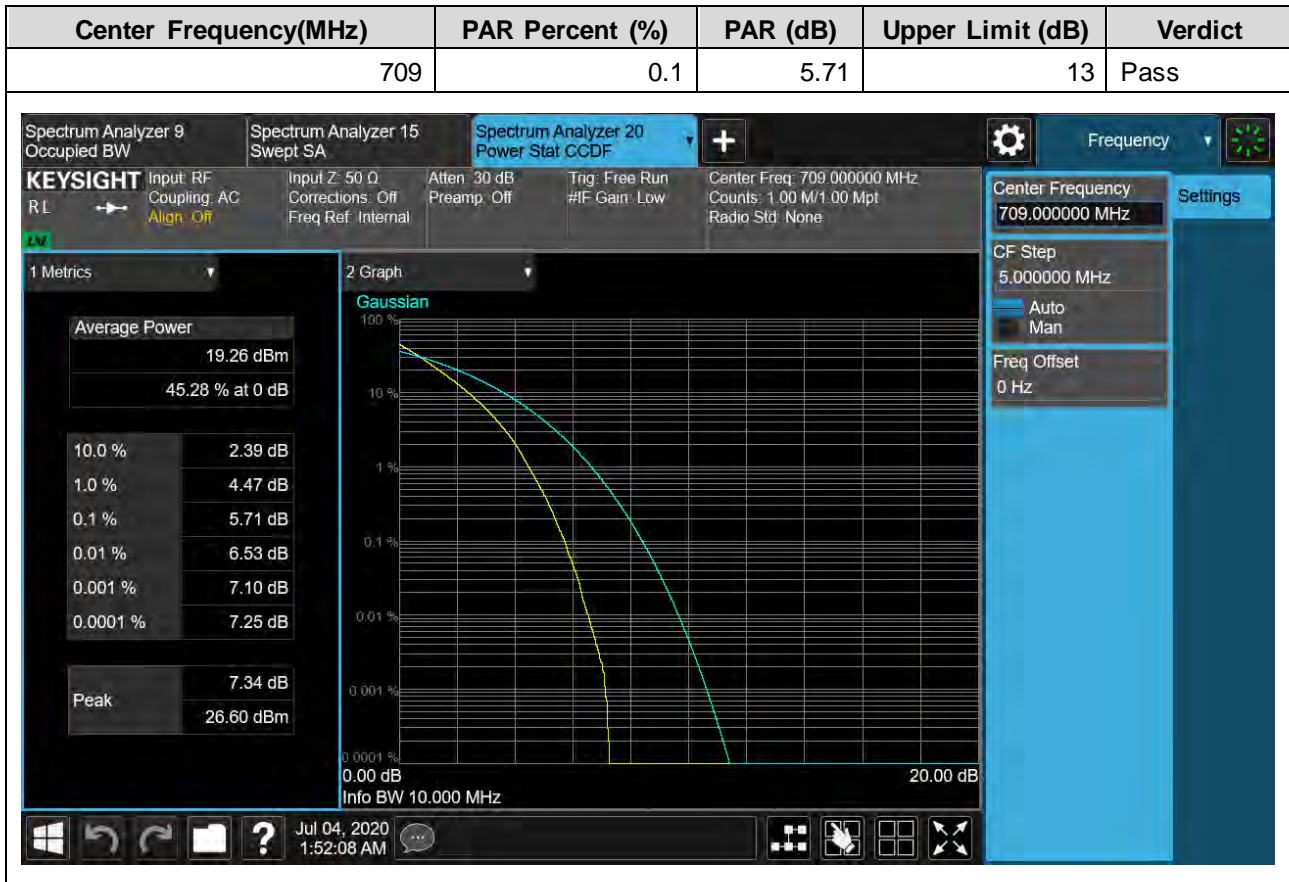 Center Frequency(MHz) PAR Percent (%) PAR (dB) Upper Limit (dB) Verdict
709 0.1 5.71 13 Pass
Spectrum Analyzer 9 Spectrum Analyzer 15 Spectrum Analyzer 20
Occupied BW Swept SA Power Stat CCDF
Frequency
KEYSIGHT Input: RF Input Z: 50 Ω Atten: 30 dB Trig: Free Run Center Freq: 709.000000 MHz
RL Coupling: AC Corrections: Off Preamp: Off #IF Gain: Low Counts: 1.00 M/1.00 Mpt
Align: Off Freq Ref: Internal Radio Std: None
LNI
Center Frequency
709.000000 MHz
Settings
CF Step
5.000000 MHz
Auto
Man
Freq Offset
0 Hz
1 Metrics
Average Power
19.26 dBm
45.28 % at 0 dB
10.0 % 2.39 dB
1.0 % 4.47 dB
0.1 % 5.71 dB
0.01 % 6.53 dB
0.001 % 7.10 dB
0.0001 % 7.25 dB
Peak
7.34 dB
26.60 dBm
2 Graph
Gaussian
100 %
10 %
1 %
0.1 %
0.01 %
0.001 %
0.0001 %
0.00 dB 20.00 dB
Info BW 10.000 MHz
?
Jul 04, 2020
1:52:08 AM